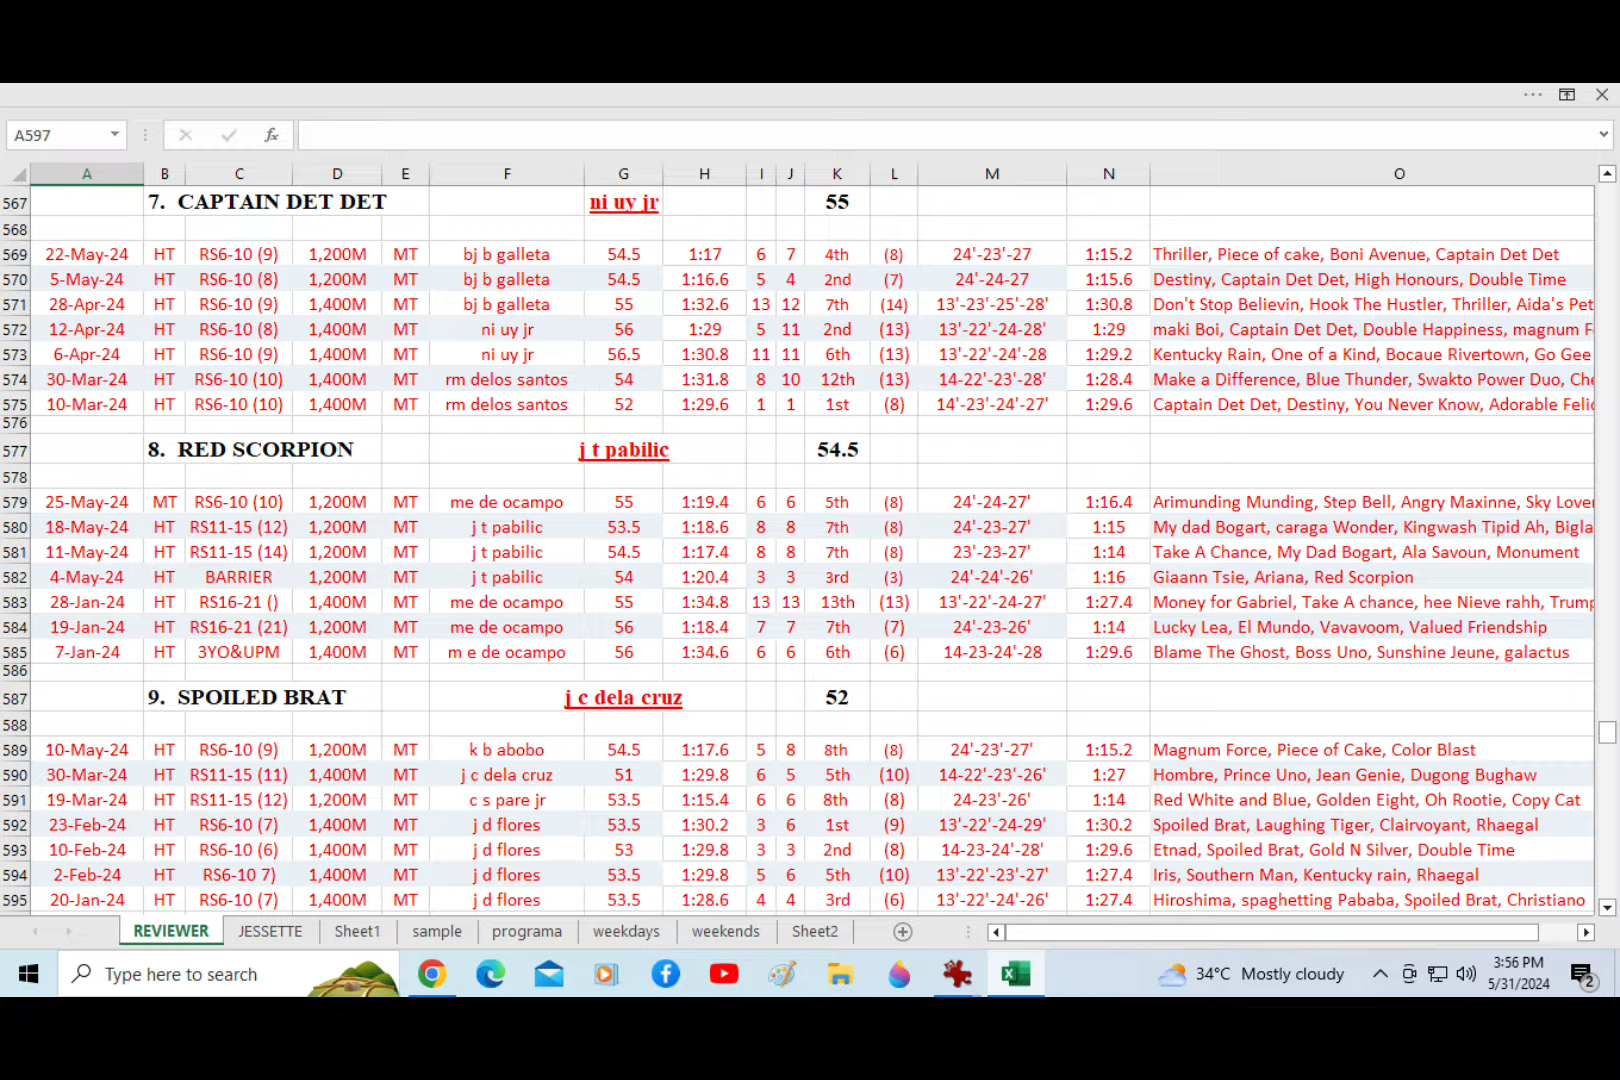 A597
fx
A B C D E F G H I J K L M N O
567 7. CAPTAIN DET DET ni uy jr 55
568
569 22-May-24 HT RS6-10 (9) 1,200M MT bj b galleta 54.5 1:17 6 7 4th (8) 24'-23'-27 1:15.2 Thriller, Piece of cake, Boni Avenue, Captain Det Det
570 5-May-24 HT RS6-10 (8) 1,200M MT bj b galleta 54.5 1:16.6 5 4 2nd (7) 24'-24-27 1:15.6 Destiny, Captain Det Det, High Honours, Double Time
571 28-Apr-24 HT RS6-10 (9) 1,400M MT bj b galleta 55 1:32.6 13 12 7th (14) 13'-23'-25'-28' 1:30.8 Don't Stop Believin, Hook The Hustler, Thriller, Aida's Pet
572 12-Apr-24 HT RS6-10 (8) 1,400M MT ni uy jr 56 1:29 5 11 2nd (13) 13'-22'-24-28' 1:29 maki Boi, Captain Det Det, Double Happiness, magnum F
573 6-Apr-24 HT RS6-10 (9) 1,400M MT ni uy jr 56.5 1:30.8 11 11 6th (13) 13'-22'-24'-28 1:29.2 Kentucky Rain, One of a Kind, Bocaue Rivertown, Go Gee
574 30-Mar-24 HT RS6-10 (10) 1,400M MT rm delos santos 54 1:31.8 8 10 12th (13) 14-22'-23'-28' 1:28.4 Make a Difference, Blue Thunder, Swakto Power Duo, Che
575 10-Mar-24 HT RS6-10 (10) 1,400M MT rm delos santos 52 1:29.6 1 1 1st (8) 14'-23'-24'-27' 1:29.6 Captain Det Det, Destiny, You Never Know, Adorable Felic
576
577 8. RED SCORPION j t pabilic 54.5
578
579 25-May-24 MT RS6-10 (10) 1,200M MT me de ocampo 55 1:19.4 6 6 5th (8) 24'-24-27' 1:16.4 Arimunding Munding, Step Bell, Angry Maxinne, Sky Lover
580 18-May-24 HT RS11-15 (12) 1,200M MT j t pabilic 53.5 1:18.6 8 8 7th (8) 24'-23-27' 1:15 My dad Bogart, caraga Wonder, Kingwash Tipid Ah, Bigla
581 11-May-24 HT RS11-15 (14) 1,200M MT j t pabilic 54.5 1:17.4 8 8 7th (8) 23'-23-27' 1:14 Take A Chance, My Dad Bogart, Ala Savoun, Monument
582 4-May-24 HT BARRIER 1,200M MT j t pabilic 54 1:20.4 3 3 3rd (3) 24'-24'-26' 1:16 Giaann Tsie, Ariana, Red Scorpion
583 28-Jan-24 HT RS16-21 () 1,400M MT me de ocampo 55 1:34.8 13 13 13th (13) 13'-22'-24-27' 1:27.4 Money for Gabriel, Take A chance, hee Nieve rahh, Trump
584 19-Jan-24 HT RS16-21 (21) 1,200M MT me de ocampo 56 1:18.4 7 7 7th (7) 24'-23-26' 1:14 Lucky Lea, El Mundo, Vavavoom, Valued Friendship
585 7-Jan-24 HT 3YO&UPM 1,400M MT m e de ocampo 56 1:34.6 6 6 6th (6) 14-23-24'-28 1:29.6 Blame The Ghost, Boss Uno, Sunshine Jeune, galactus
586
587 9. SPOILED BRAT j c dela cruz 52
588
589 10-May-24 HT RS6-10 (9) 1,200M MT k b abobo 54.5 1:17.6 5 8 8th (8) 24'-23'-27' 1:15.2 Magnum Force, Piece of Cake, Color Blast
590 30-Mar-24 HT RS11-15 (11) 1,400M MT j c dela cruz 51 1:29.8 6 5 5th (10) 14-22'-23'-26' 1:27 Hombre, Prince Uno, Jean Genie, Dugong Bughaw
591 19-Mar-24 HT RS11-15 (12) 1,200M MT c s pare jr 53.5 1:15.4 6 6 8th (8) 24-23'-26' 1:14 Red White and Blue, Golden Eight, Oh Rootie, Copy Cat
592 23-Feb-24 HT RS6-10 (7) 1,400M MT j d flores 53.5 1:30.2 3 6 1st (9) 13'-22'-24-29' 1:30.2 Spoiled Brat, Laughing Tiger, Clairvoyant, Rhaegal
593 10-Feb-24 HT RS6-10 (6) 1,400M MT j d flores 53 1:29.8 3 3 2nd (8) 14-23-24'-28' 1:29.6 Etnad, Spoiled Brat, Gold N Silver, Double Time
594 2-Feb-24 HT RS6-10 7) 1,400M MT j d flores 53.5 1:29.8 5 6 5th (10) 13'-22'-23'-27' 1:27.4 Iris, Southern Man, Kentucky rain, Rhaegal
595 20-Jan-24 HT RS6-10 (7) 1,400M MT j d flores 53.5 1:28.6 4 4 3rd (6) 13'-22'-24'-26' 1:27.4 Hiroshima, spaghetting Pababa, Spoiled Brat, Christiano
REVIEWER JESSETTE Sheet1 sample programa weekdays weekends Sheet2
Type here to search 34°C Mostly cloudy 3:56 PM
5/31/2024 2